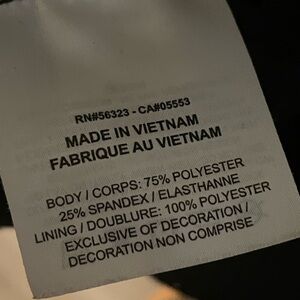 RN#56323 - CA#05553
MADE IN VIETNAM
FABRIQUE AU VIETNAM
BODY / CORPS: 75% POLYESTER
25% SPANDEX / ELASTHANNE
LINING / DOUBLURE: 100% POLYESTER
EXCLUSIVE OF DECORATION /
DECORATION NON COMPRISE